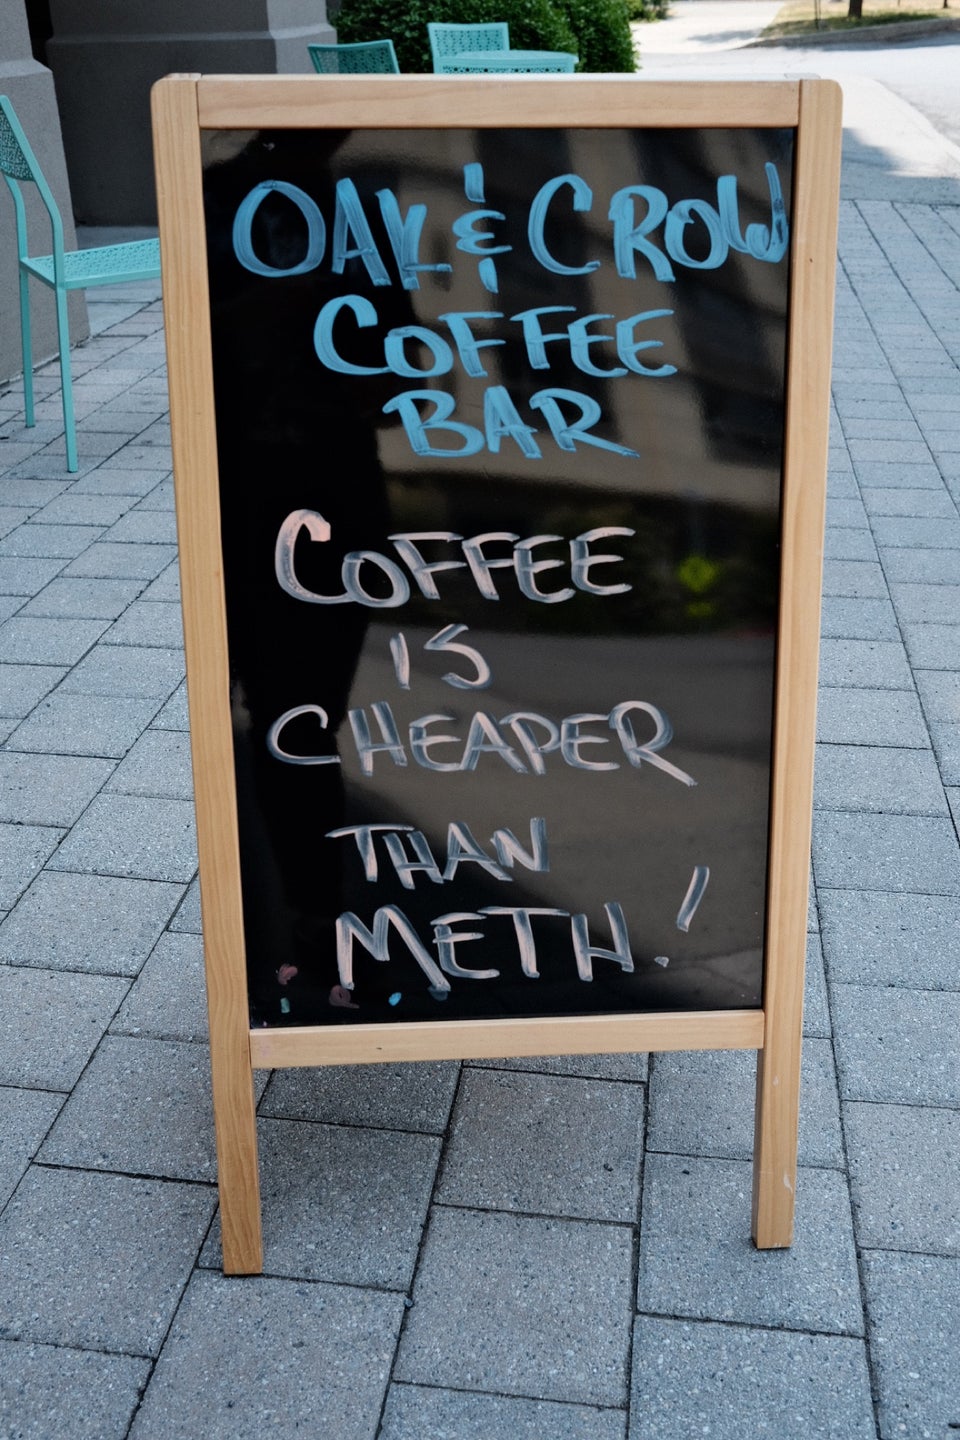 OAK & CROW
COFFEE
BAR
COFFEE
IS
CHEAPER
THAN
METH!